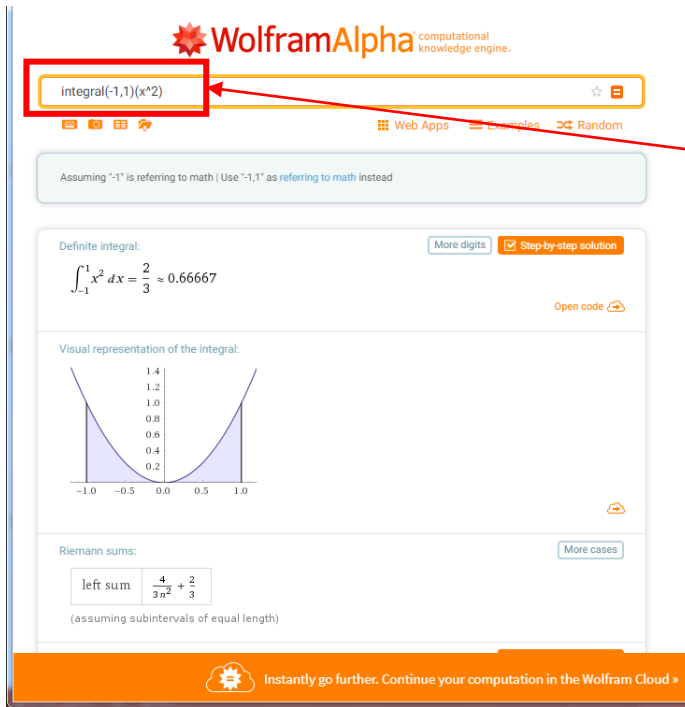 WolframAlpha computational knowledge engine.
integral(-1,1)(x^2)
Web Apps Examples Random
Assuming "-1" is referring to math | Use "-1,1" as referring to math instead
Definite integral: More digits Step-by-step solution
∫_{-1}^{1} x² dx = 2/3 ≈ 0.66667
Open code
Visual representation of the integral:
1.4
1.2
1.0
0.8
0.6
0.4
0.2
-1.0 -0.5 0.0 0.5 1.0
Riemann sums: More cases
left sum 4/(3n²) + 2/3
(assuming subintervals of equal length)
Instantly go further. Continue your computation in the Wolfram Cloud »